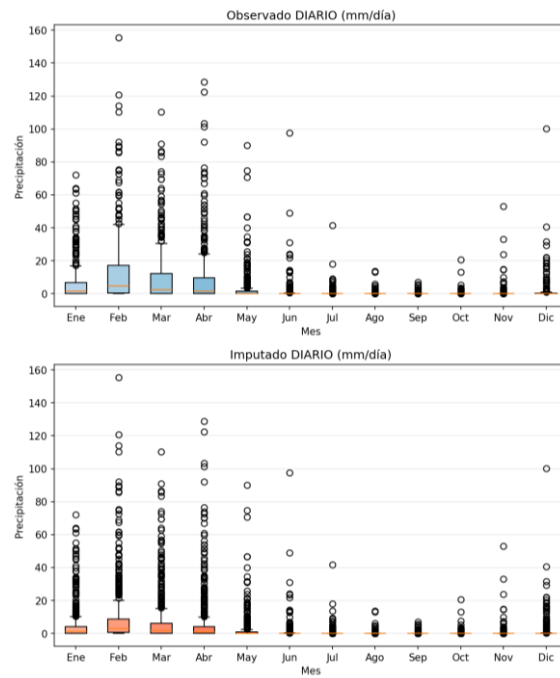 Observado DIARIO (mm/día)
160
140
120
100
80
60
40
20
0
Precipitación
Ene Feb Mar Abr May Jun Jul Ago Sep Oct Nov Dic
Mes
Imputado DIARIO (mm/día)
160
140
120
100
80
60
40
20
0
Precipitación
Ene Feb Mar Abr May Jun Jul Ago Sep Oct Nov Dic
Mes